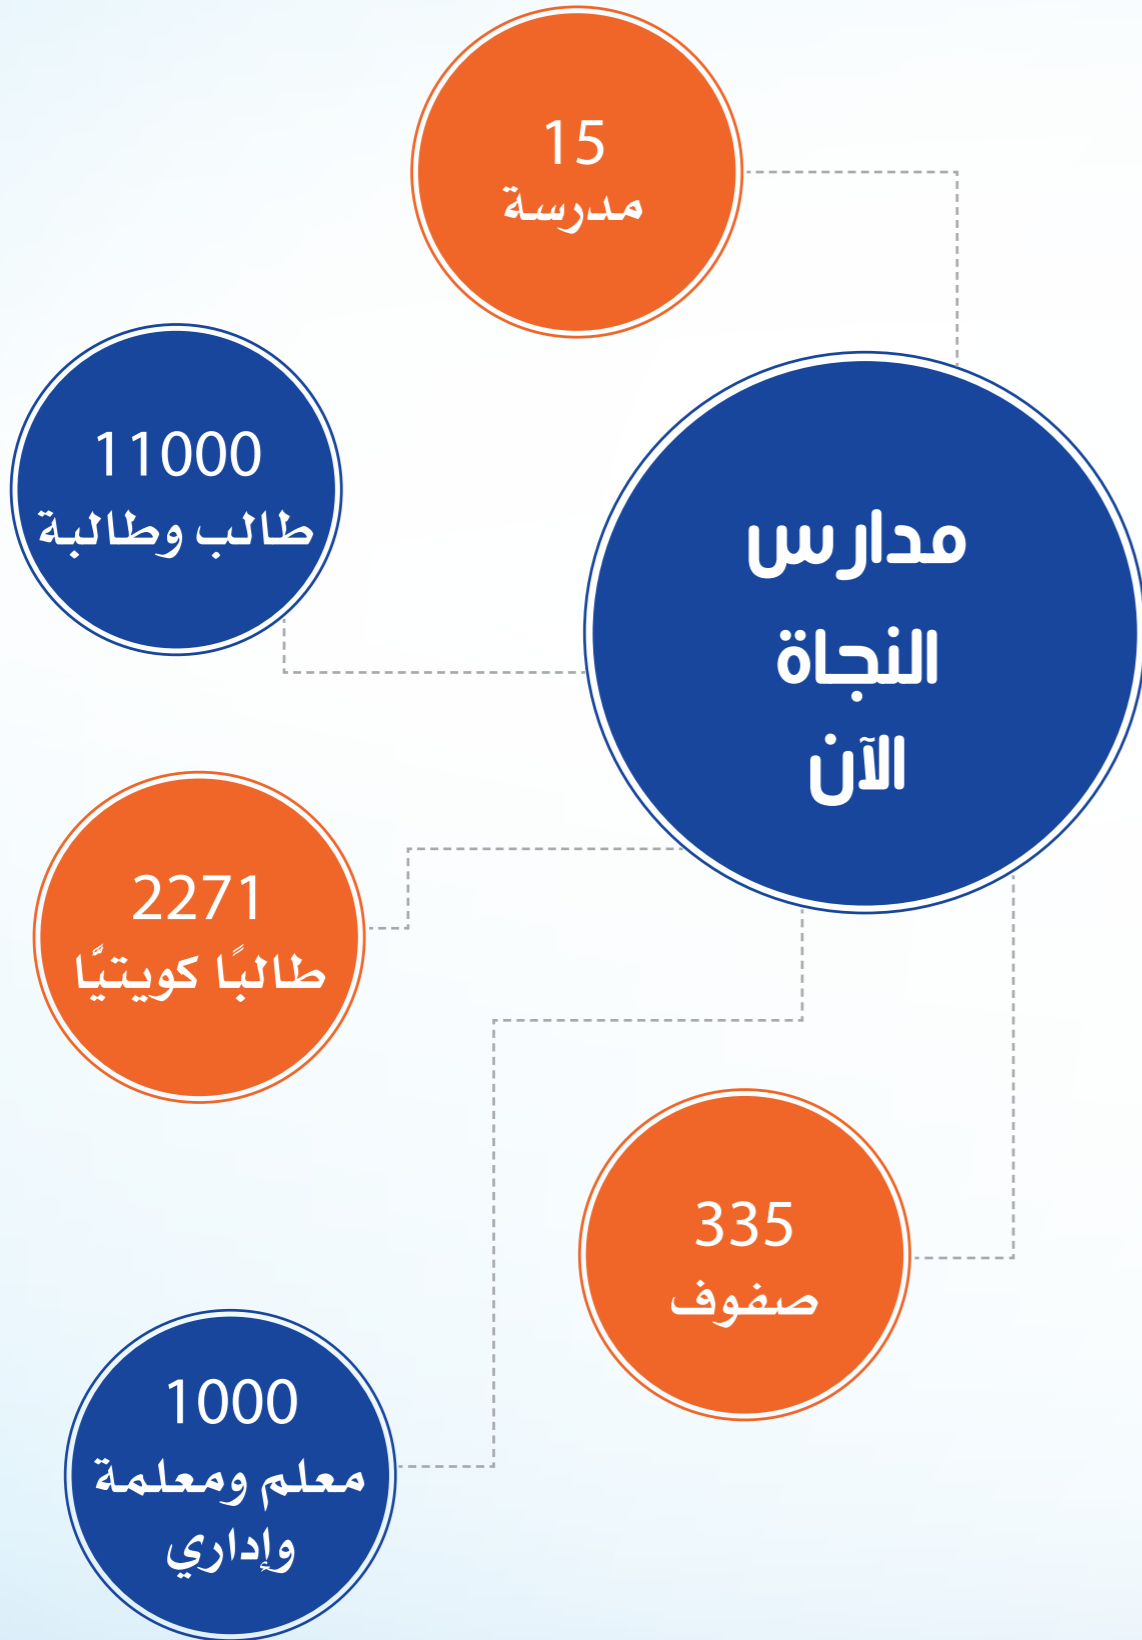 15
مدرسة
11000
طالب وطالبة
مدارس
النجاة
الآن
2271
طالبًا كويتيًّا
335
صفوف
1000
معلم ومعلمة
وإداري